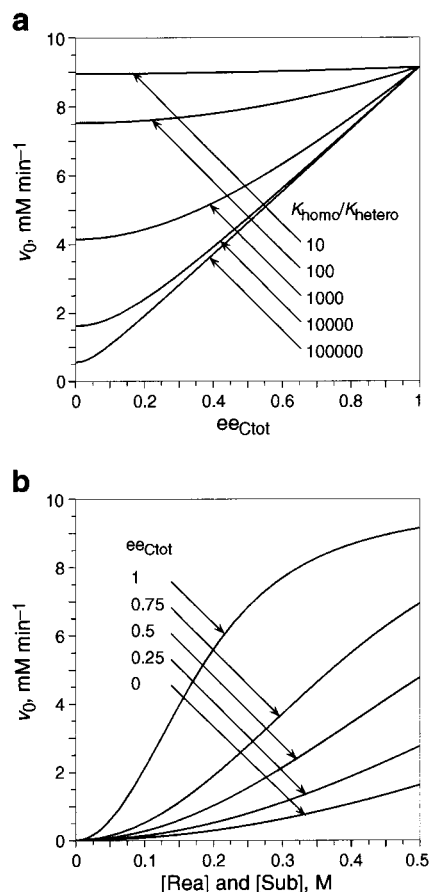 a
10
8
6
4
2
0
v0, mM min–1
Khomo/Khetero
10
100
1000
10000
100000
0 0.2 0.4 0.6 0.8 1
eeCtot
b
10
8
6
4
2
0
v0, mM min–1
eeCtot
1
0.75
0.5
0.25
0
0 0.1 0.2 0.3 0.4 0.5
[Rea] and [Sub], M